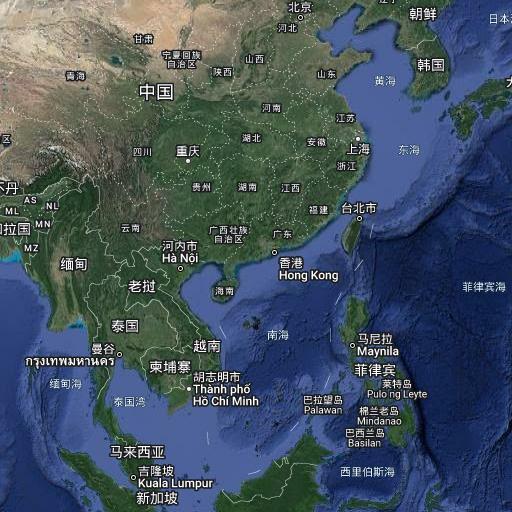 北京
河北
朝鲜
甘肃
宁夏回族
自治区
山西
韩国
青海
陕西
山东
黄海
中国
河南
江苏
四川
重庆
湖北
安徽
上海
东海
浙江
贵州
湖南
江西
不丹
AS
NL
ML
MN
MZ
云南
广西壮族
自治区
广东
福建
台北市
河内市
Hà Nội
缅甸
香港
Hong Kong
老挝
海南
菲律宾海
泰国
曼谷
กรุงเทพมหานคร
越南
南海
马尼拉
Maynila
柬埔寨
菲律宾
缅甸海
胡志明市
Thành phố
Hồ Chí Minh
泰国湾
莱特岛
Pulo ng Leyte
巴拉望岛
Palawan
棉兰老岛
Mindanao
巴西兰岛
Basilan
马来西亚
吉隆坡
Kuala Lumpur
西里伯斯海
新加坡